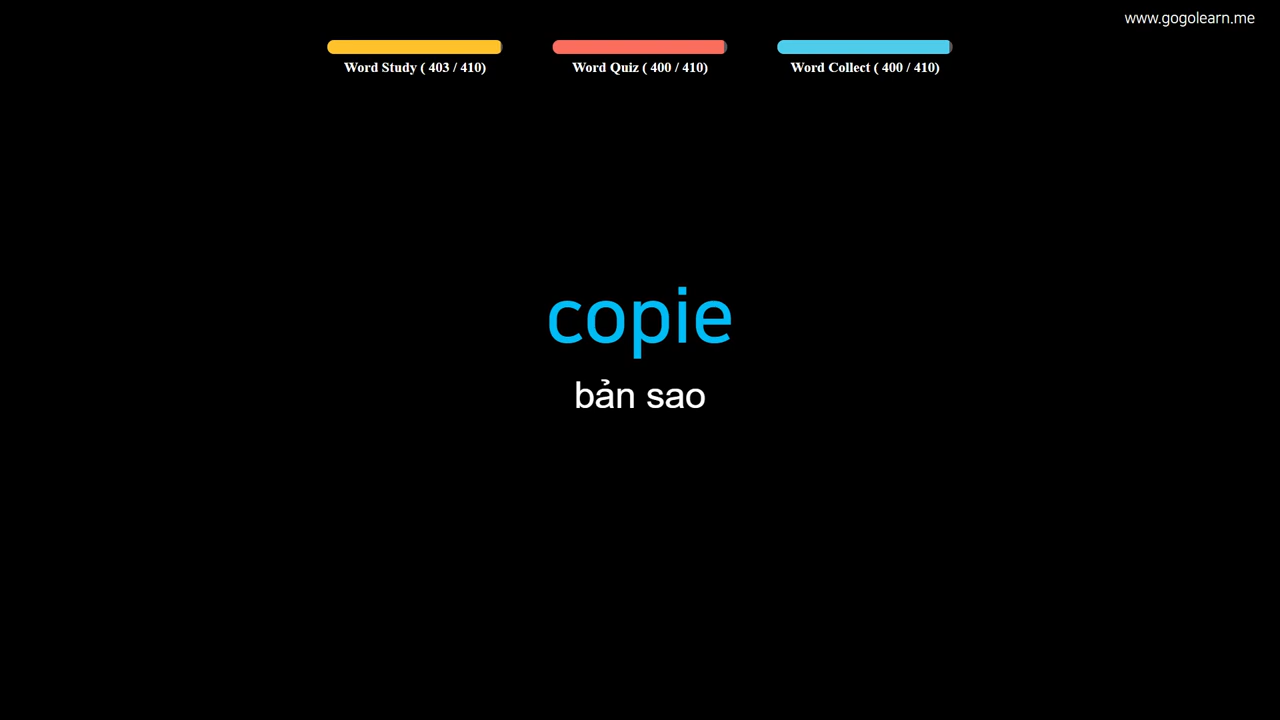 www.gogolearn.me
Word Study ( 403 / 410)
Word Quiz ( 400 / 410)
Word Collect ( 400 / 410)
copie
bản sao